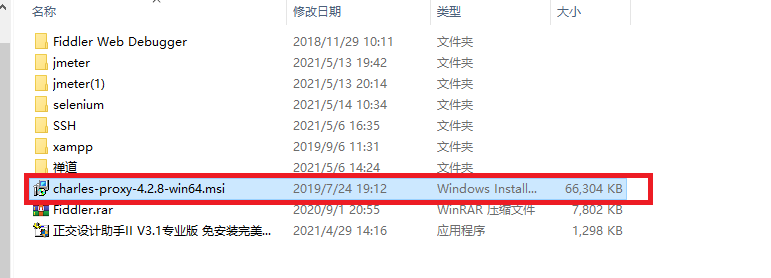 名称 修改日期 类型 大小
Fiddler Web Debugger 2018/11/29 10:11 文件夹
jmeter 2021/5/13 19:42 文件夹
jmeter(1) 2021/5/13 20:14 文件夹
selenium 2021/5/14 10:34 文件夹
SSH 2021/5/6 16:35 文件夹
xampp 2019/9/6 11:31 文件夹
禅道 2021/5/6 14:24 文件夹
charles-proxy-4.2.8-win64.msi 2019/7/24 19:12 Windows Install... 66,304 KB
Fiddler.rar 2020/9/1 20:55 WinRAR 压缩文件 7,802 KB
正交设计助手II V3.1专业版 免安装完美... 2021/4/29 14:16 应用程序 1,298 KB